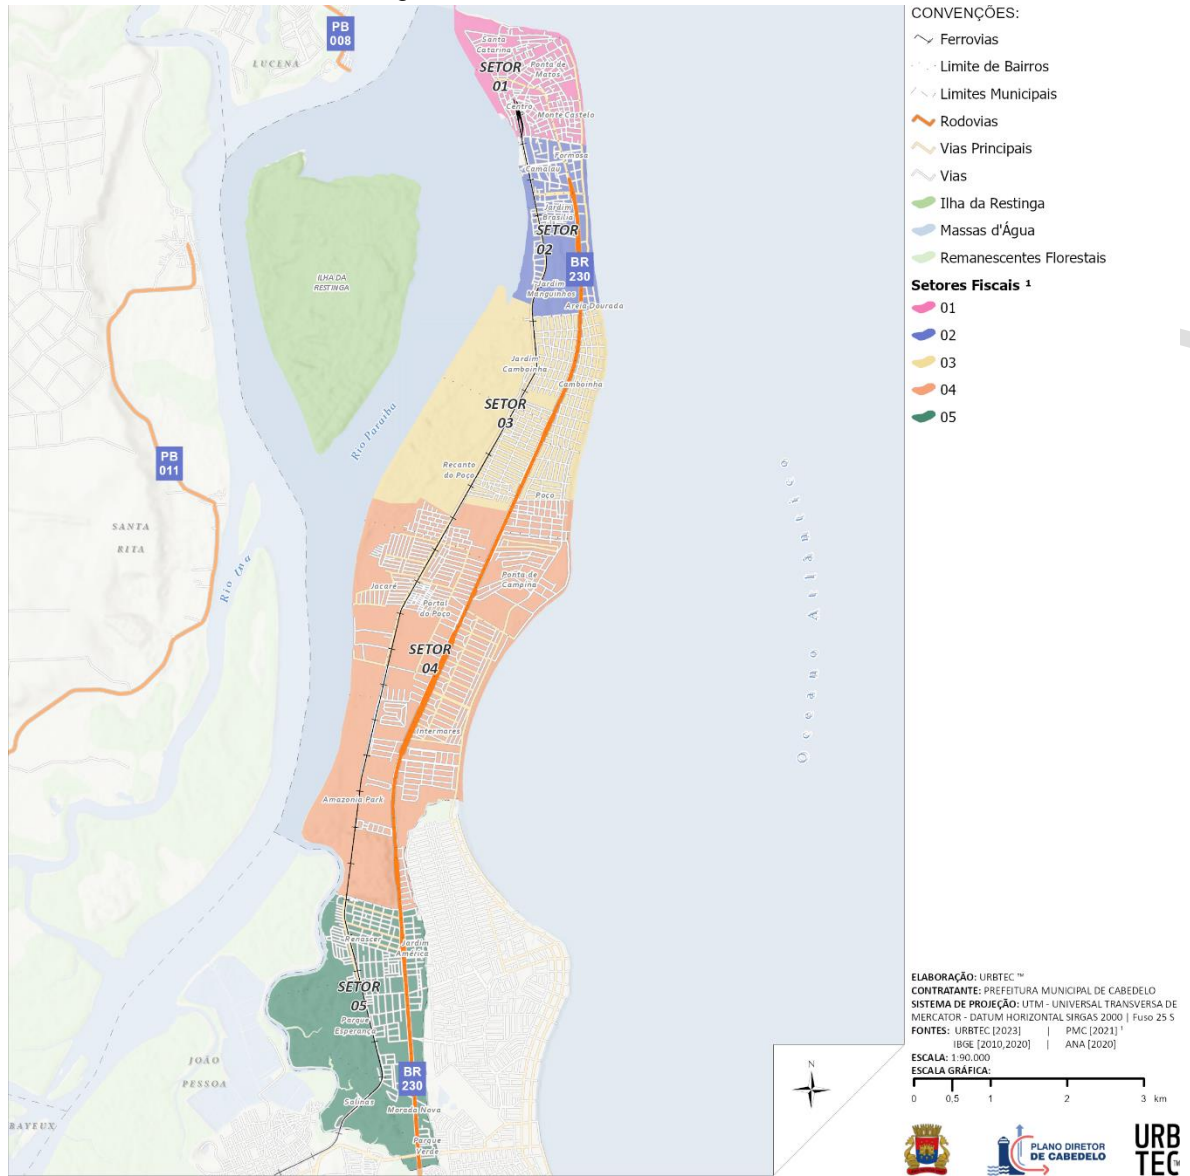 PB
008
LUCENA
Santa
Catarina
SETOR
01
Ponta de
Matos
Centro
Monte Castelo
Formosa
Camalaú
Jardim
Brasília
SETOR
02
BR
230
ILHA DA
RESTINGA
Jardim
Manguinhos
Areia Dourada
Jardim
Camboinha
Camboinha
SETOR
03
Rio Paraíba
PB
011
Recanto
do Poço
Poço
SANTA
RITA
Oceano Atlântico
Ponta de
Campina
Jacaré
Portal
do Poço
SETOR
04
Intermares
Amazonia Park
Renascer
Jardim
América
SETOR
05
Parque
Esperança
JOÃO
PESSOA
BR
230
Salinas
Morada Nova
BAYEUX
Parque
Verde
N
CONVENÇÕES:
Ferrovias
Limite de Bairros
Limites Municipais
Rodovias
Vias Principais
Vias
Ilha da Restinga
Massas d'Água
Remanescentes Florestais
Setores Fiscais ¹
01
02
03
04
05
ELABORAÇÃO: URBTEC ™
CONTRATANTE: PREFEITURA MUNICIPAL DE CABEDELO
SISTEMA DE PROJEÇÃO: UTM - UNIVERSAL TRANSVERSA DE
MERCATOR - DATUM HORIZONTAL SIRGAS 2000 | Fuso 25 S
FONTES: URBTEC [2023] | PMC [2021] ¹
IBGE [2010,2020] | ANA [2020]
ESCALA: 1:90.000
ESCALA GRÁFICA:
0 0,5 1 2 3 km
PLANO DIRETOR
DE CABEDELO
URB
TEC™